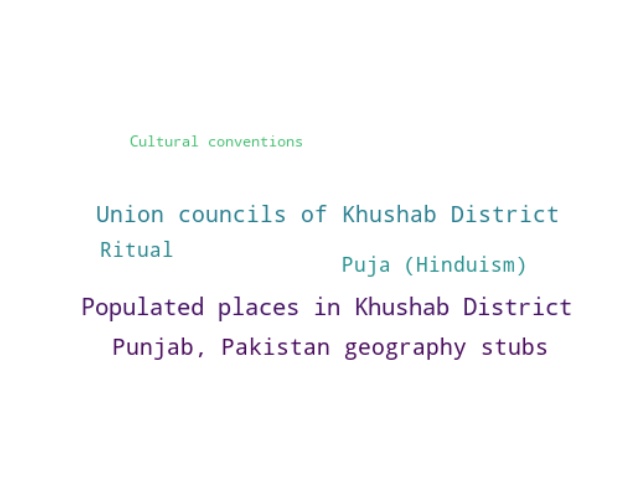 Cultural conventions
Union councils of Khushab District
Ritual
Puja (Hinduism)
Populated places in Khushab District
Punjab, Pakistan geography stubs